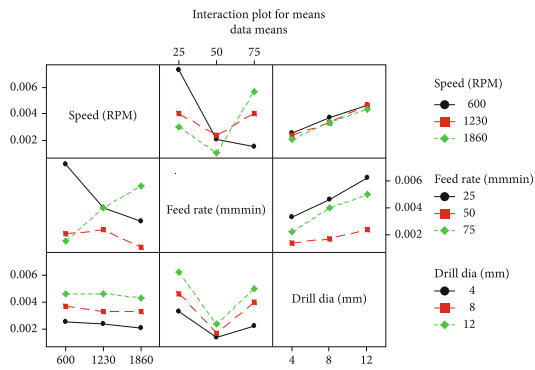 Interaction plot for means
data means
25 50 75
Speed (RPM)
0.006
0.004
0.002
Speed (RPM)
600
1230
1860
Feed rate (mmmin)
0.006
0.004
0.002
Feed rate (mmmin)
25
50
75
Drill dia (mm)
0.006
0.004
0.002
Drill dia (mm)
4
8
12
600 1230 1860 4 8 12